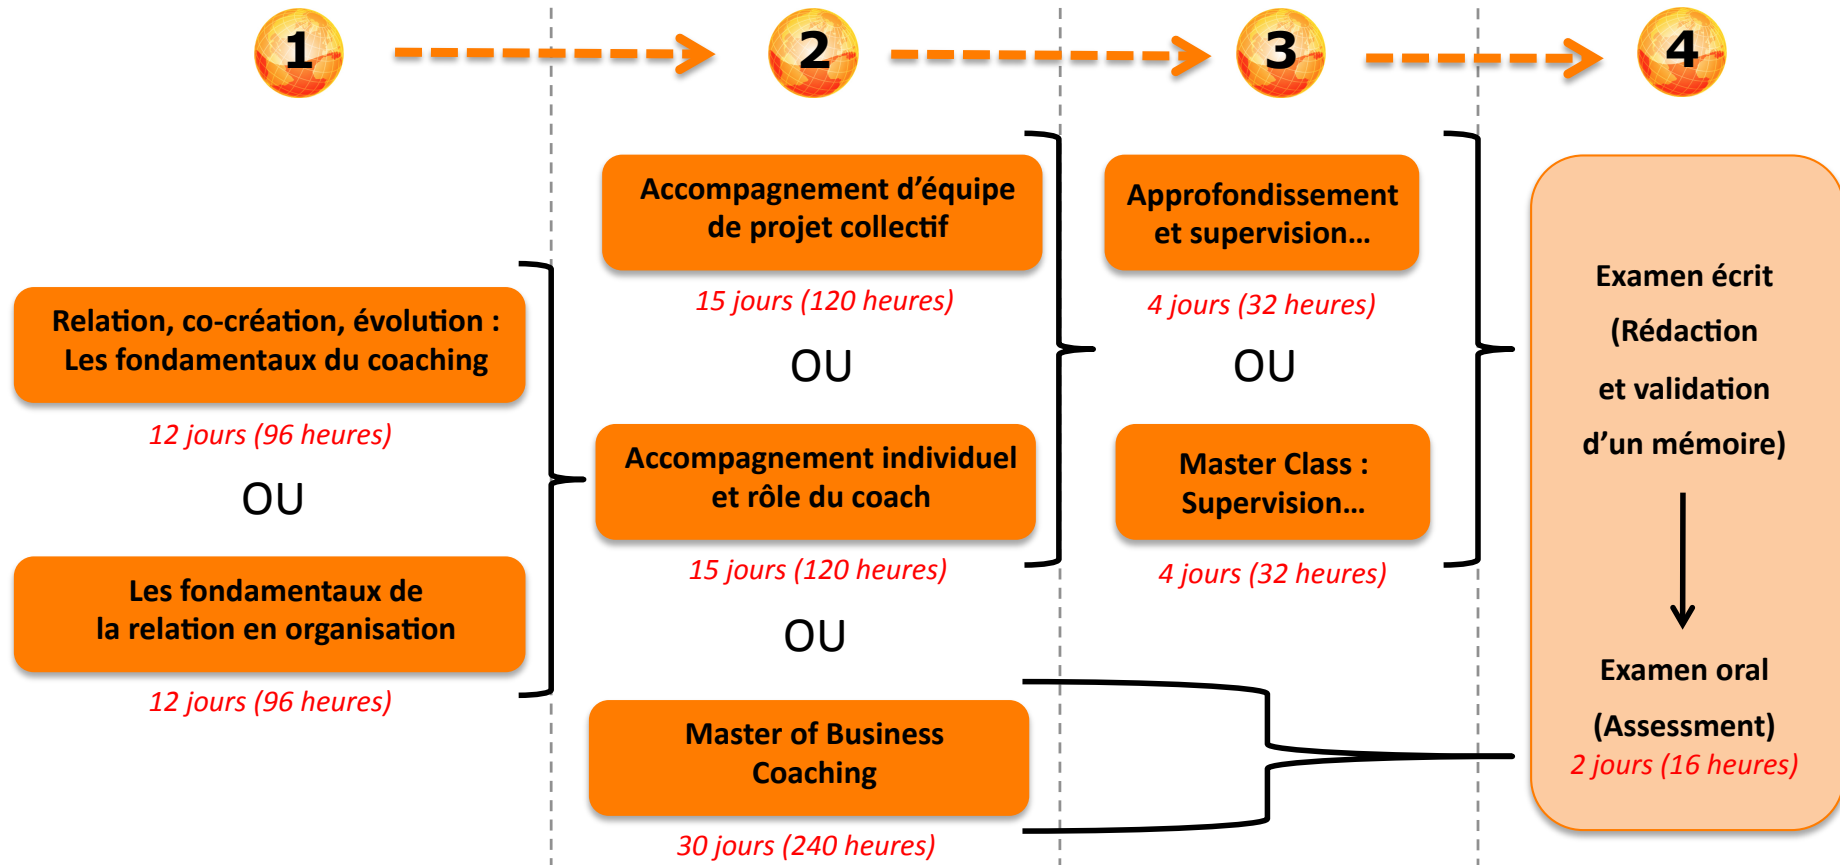 1
2
3
4
Relation, co-création, évolution :
Les fondamentaux du coaching
12 jours (96 heures)
OU
Les fondamentaux de
la relation en organisation
12 jours (96 heures)
Accompagnement d’équipe
de projet collectif
15 jours (120 heures)
OU
Accompagnement individuel
et rôle du coach
15 jours (120 heures)
OU
Master of Business
Coaching
30 jours (240 heures)
Approfondissement
et supervision…
4 jours (32 heures)
OU
Master Class :
Supervision…
4 jours (32 heures)
Examen écrit
(Rédaction
et validation
d’un mémoire)
Examen oral
(Assessment)
2 jours (16 heures)